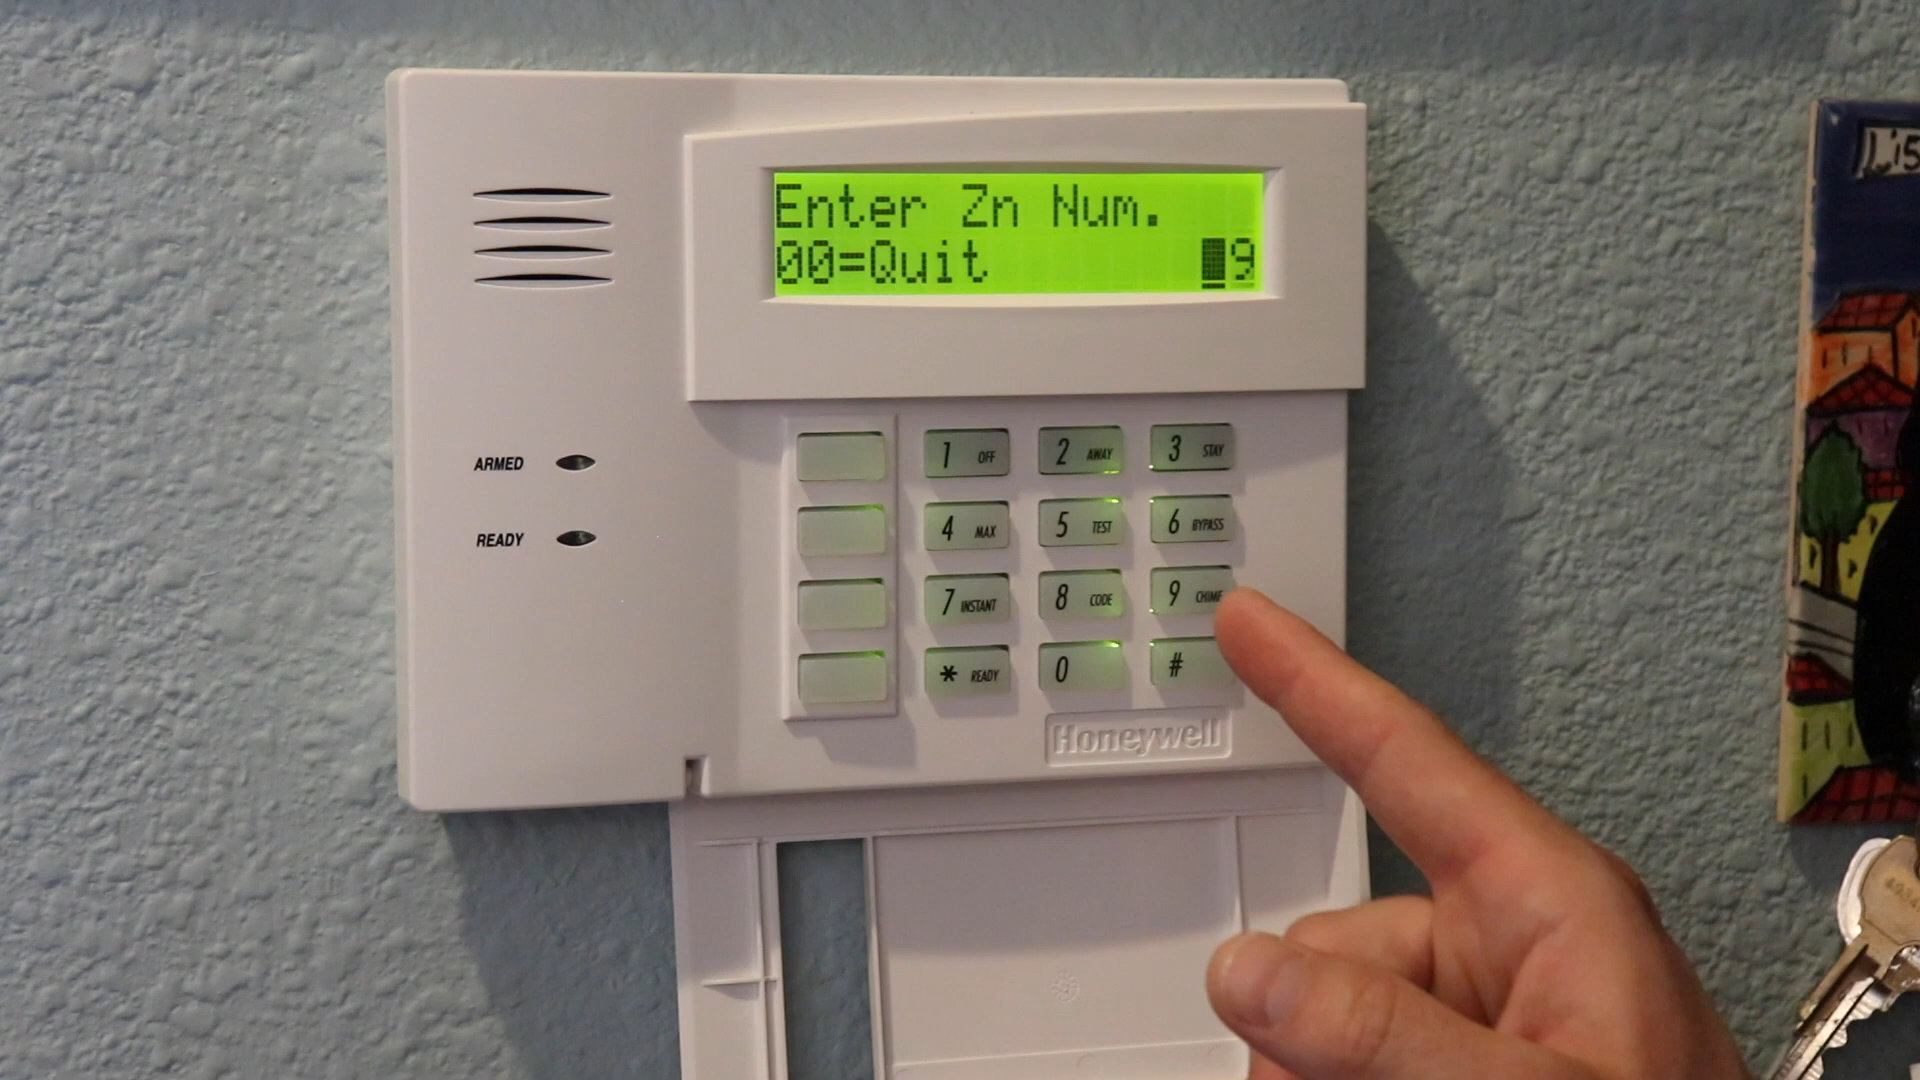 Enter Zn Num.
00=Quit 9
ARMED
READY
1 OFF
2 AWAY
3 STAY
4 MAX
5 TEST
6 BYPASS
7 INSTANT
8 CODE
9 CHIME
* READY
0
#
Honeywell